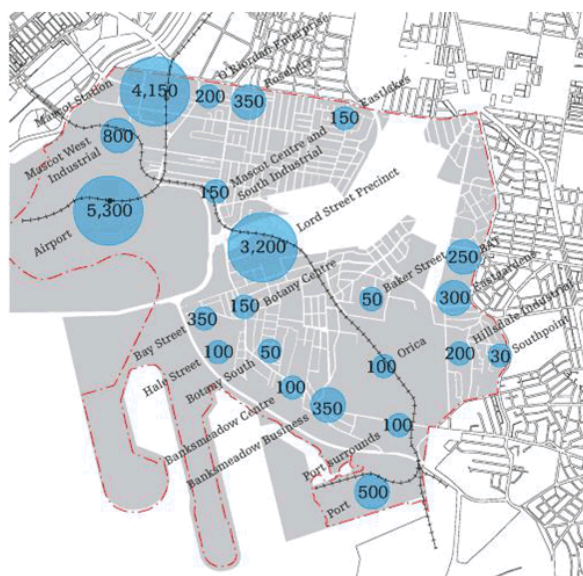 O'Riordan Enterprise
Mascot Station
4,150
200
350
Rosebery
150
Eastlakes
Mascot West
Industrial
800
Mascot Centre and
South Industrial
150
5,300
Airport
Lord Street Precinct
3,200
250
Bay
Baker Street
50
300
Eastgardens
150
Botany Centre
350
Bay Street
Hale Street
100
Botany South
50
Orica
100
200
Hillsdale Industrial
30
Southpoint
Banksmeadow Centre
100
Banksmeadow Business
350
100
Port surrounds
500
Port